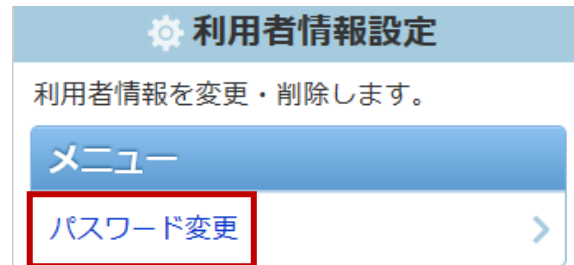 利用者情報設定
利用者情報を変更・削除します。
メニュー
パスワード変更